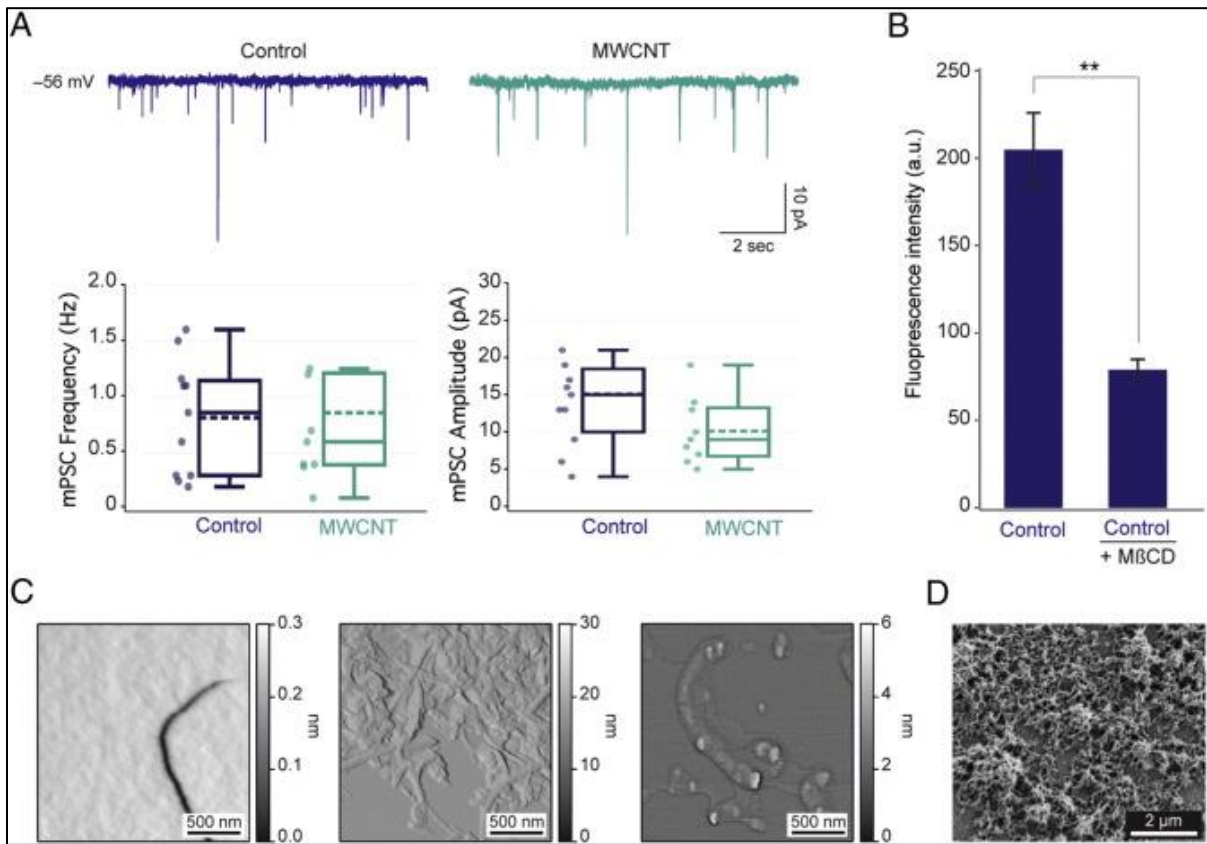 A
Control
MWCNT
–56 mV
10 pA
2 sec
mPSC Frequency (Hz)
2.0
1.5
1.0
0.5
0
Control
MWCNT
mPSC Amplitude (pA)
30
25
20
15
10
5
0
Control
MWCNT
B
**
Fluorescence intensity (a.u.)
250
200
150
100
50
0
Control
Control
+ MßCD
C
0.3
0.2
0.1
0.0
nm
500 nm
30
20
10
0
nm
500 nm
6
4
2
0
nm
500 nm
D
2 µm